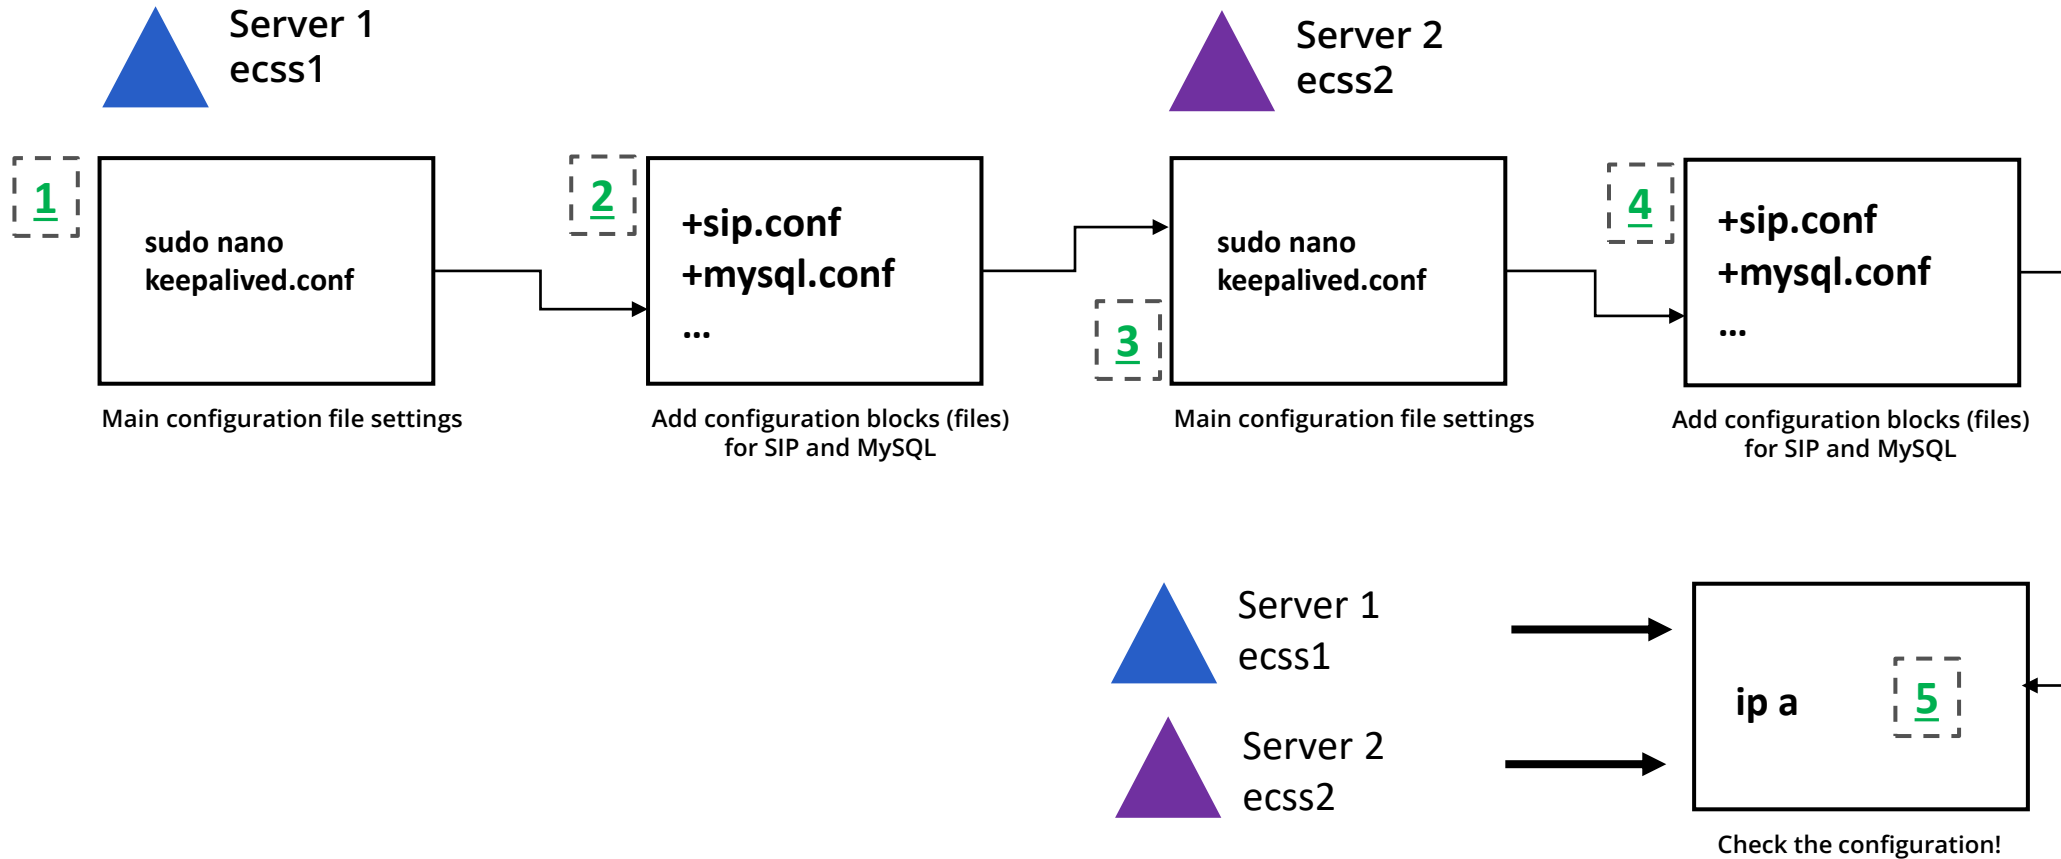 Server 1
ecss1
Server 2
ecss2
1
sudo nano
keepalived.conf
Main configuration file settings
2
+sip.conf
+mysql.conf
...
Add configuration blocks (files)
for SIP and MySQL
3
sudo nano
keepalived.conf
Main configuration file settings
4
+sip.conf
+mysql.conf
...
Add configuration blocks (files)
for SIP and MySQL
Server 1
ecss1
Server 2
ecss2
ip a
5
Check the configuration!